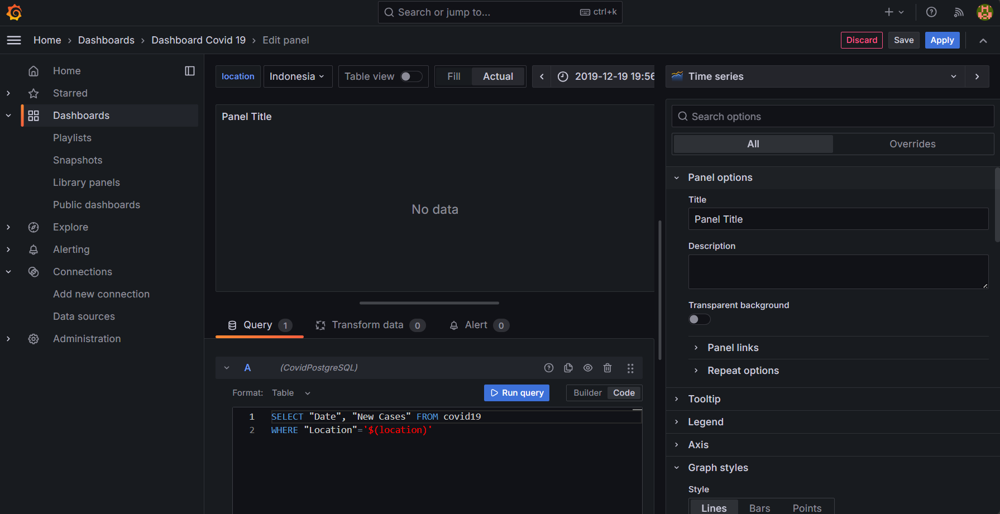 Search or jump to... ctrl+k
Home › Dashboards › Dashboard Covid 19 › Edit panel
Discard Save Apply
Home
Starred
Dashboards
Playlists
Snapshots
Library panels
Public dashboards
Explore
Alerting
Connections
Add new connection
Data sources
Administration
location Indonesia Table view Fill Actual 2019-12-19 19:56
Panel Title
No data
Query 1 Transform data 0 Alert 0
A (CovidPostgreSQL)
Format: Table Run query Builder Code
1 SELECT "Date", "New Cases" FROM covid19
2 WHERE "Location"='$(location)'
Time series
Search options
All Overrides
Panel options
Title
Panel Title
Description
Transparent background
Panel links
Repeat options
Tooltip
Legend
Axis
Graph styles
Style
Lines Bars Points